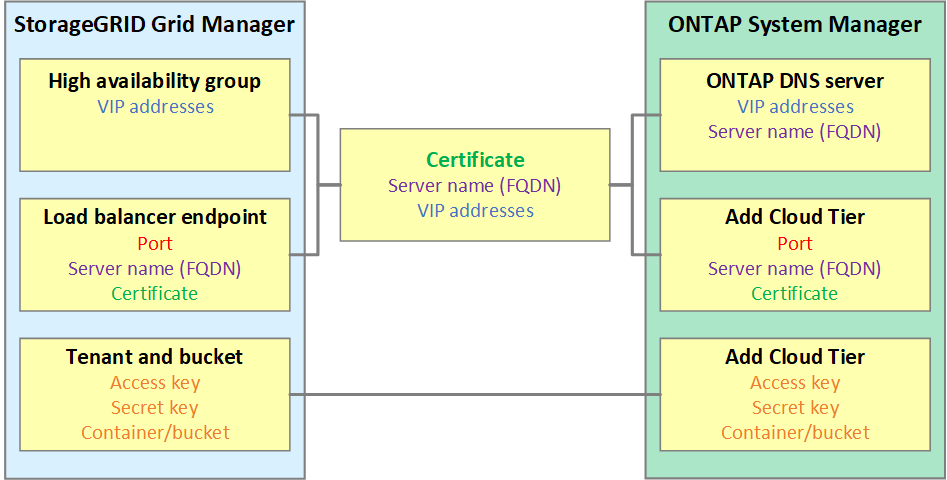 StorageGRID Grid Manager
High availability group
VIP addresses
Load balancer endpoint
Port
Server name (FQDN)
Certificate
Tenant and bucket
Access key
Secret key
Container/bucket
Certificate
Server name (FQDN)
VIP addresses
ONTAP System Manager
ONTAP DNS server
VIP addresses
Server name (FQDN)
Add Cloud Tier
Port
Server name (FQDN)
Certificate
Add Cloud Tier
Access key
Secret key
Container/bucket